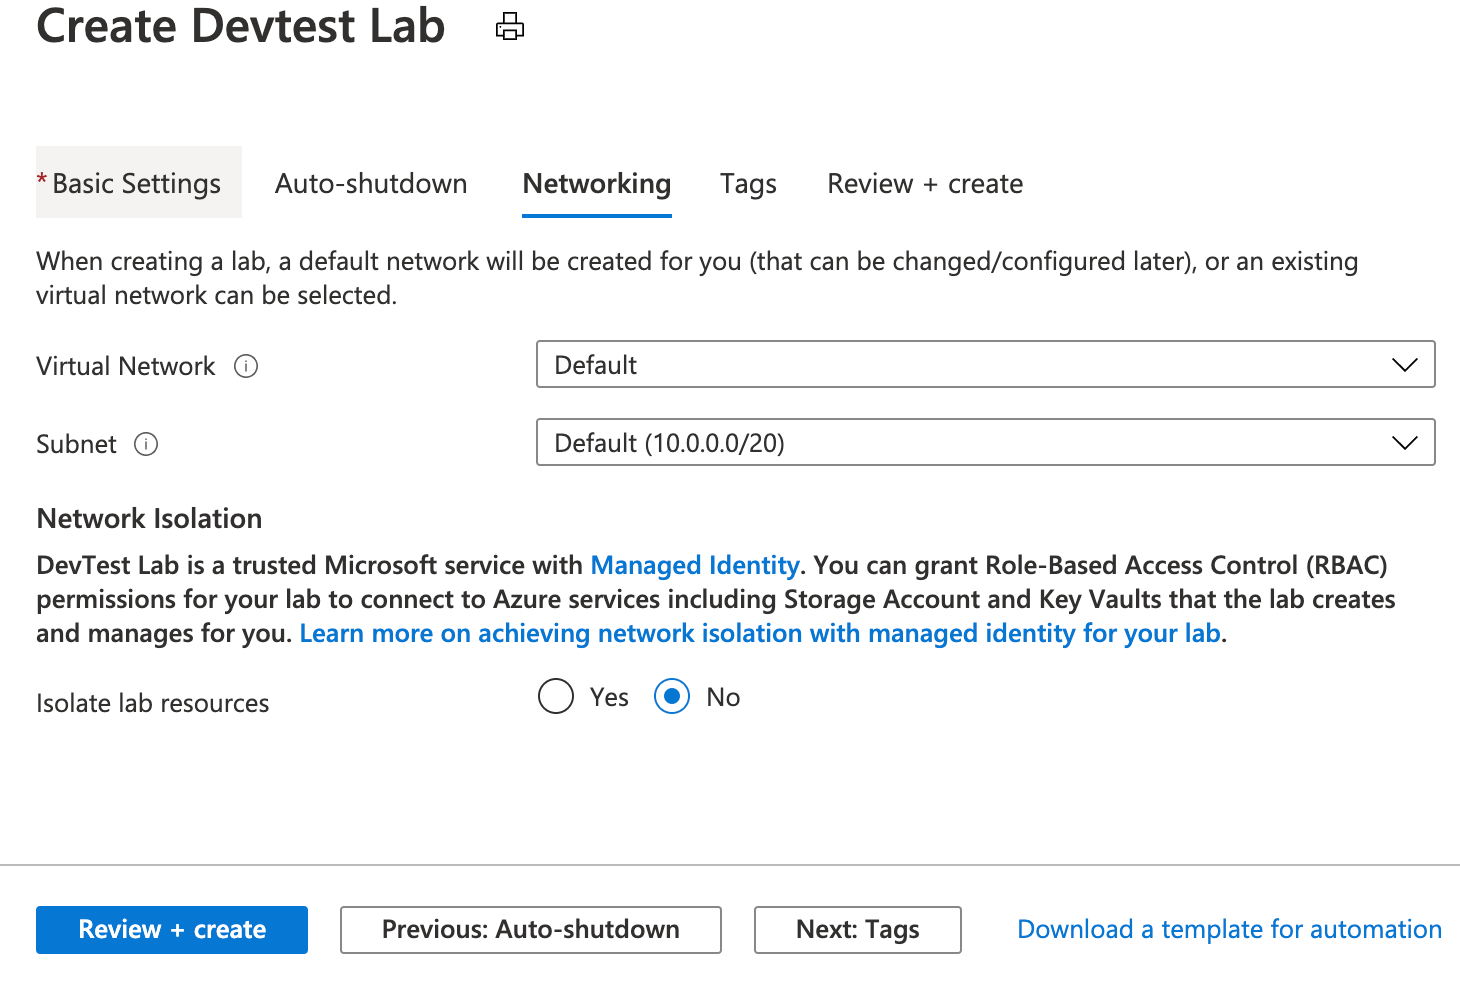 Create Devtest Lab
* Basic Settings
Auto-shutdown
Networking
Tags
Review + create
When creating a lab, a default network will be created for you (that can be changed/configured later), or an existing
virtual network can be selected.
Virtual Network
Default
Subnet
Default (10.0.0.0/20)
Network Isolation
DevTest Lab is a trusted Microsoft service with Managed Identity. You can grant Role-Based Access Control (RBAC)
permissions for your lab to connect to Azure services including Storage Account and Key Vaults that the lab creates
and manages for you. Learn more on achieving network isolation with managed identity for your lab.
Isolate lab resources
Yes
No
Review + create
Previous: Auto-shutdown
Next: Tags
Download a template for automation